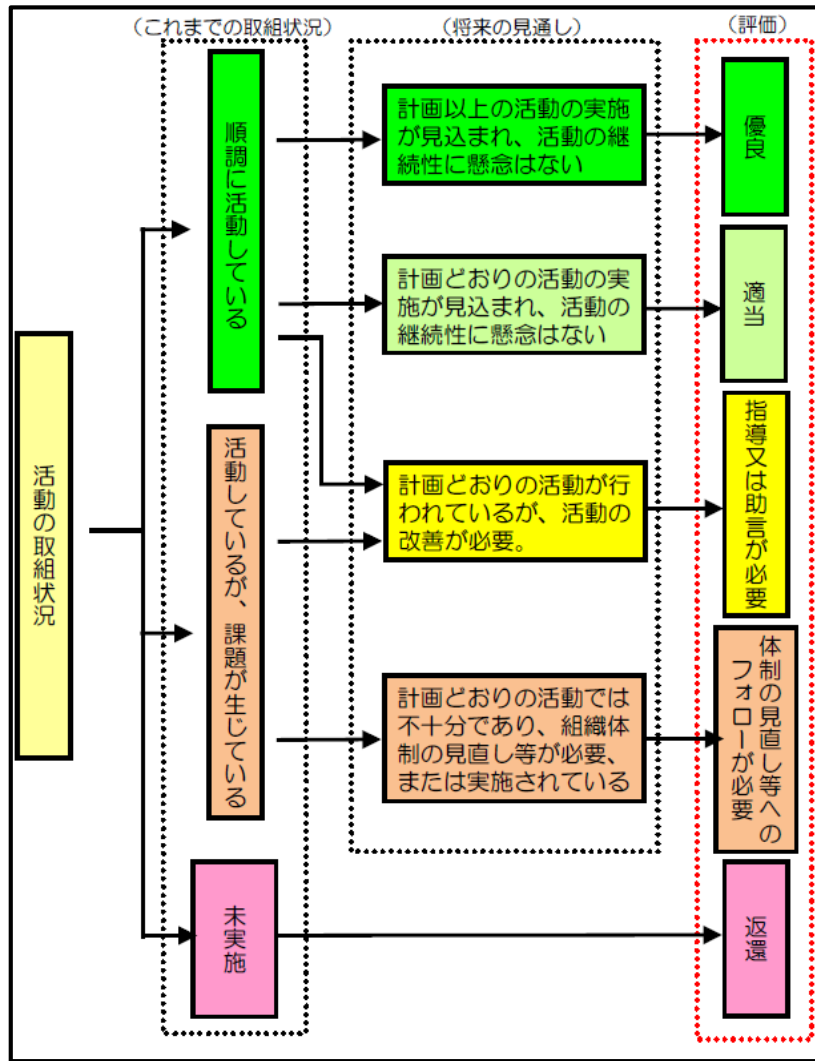 （これまでの取組状況）
（将来の見通し）
（評価）
活動の取組状況
順調に活動している
計画以上の活動の実施
が見込まれ、活動の継
続性に懸念はない
優良
計画どおりの活動の実
施が見込まれ、活動の
継続性に懸念はない
適当
活動しているが、課題が生じている
計画どおりの活動が行
われているが、活動の
改善が必要。
指導又は助言が必要
計画どおりの活動では
不十分であり、組織体
制の見直し等が必要、
または実施されている
体制の見直し等への
フォローが必要
未実施
返還